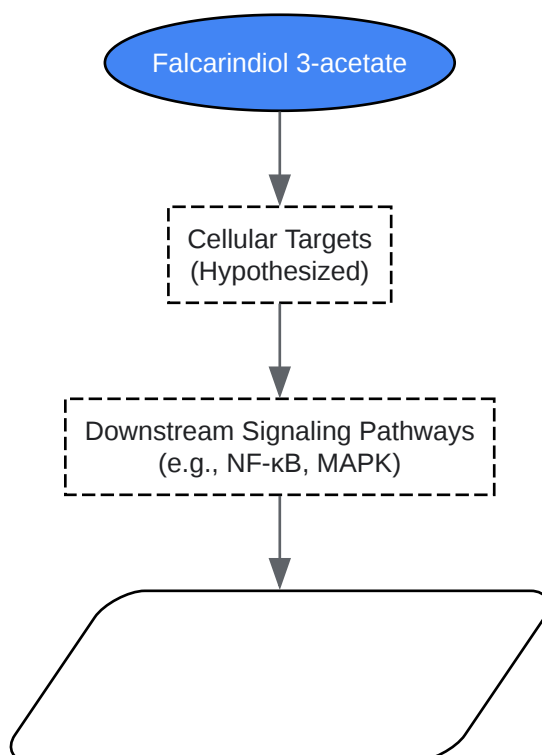 Falcarindiol 3-acetate
Cellular Targets
(Hypothesized)
Downstream Signaling Pathways
(e.g., NF-κB, MAPK)